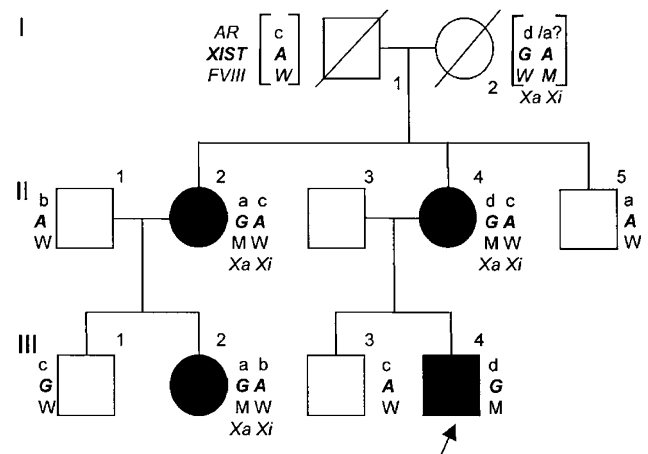 I
AR
XIST
FVIII
c
A
W
1
2
d /a?
G A
W M
Xa Xi
II
b
A
W
1
2
a c
G A
M W
Xa Xi
3
4
d c
G A
M W
Xa Xi
5
a
A
W
III
c
G
W
1
2
a b
G A
M W
Xa Xi
3
c
A
W
4
d
G
M